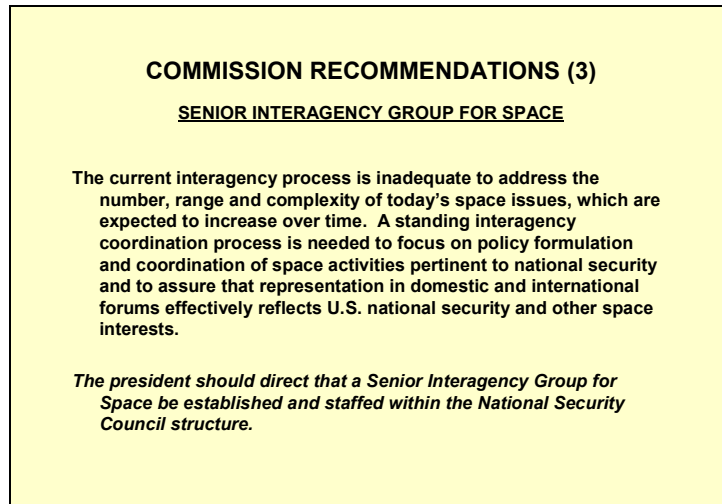 COMMISSION RECOMMENDATIONS (3)
SENIOR INTERAGENCY GROUP FOR SPACE
The current interagency process is inadequate to address the
number, range and complexity of today's space issues, which are
expected to increase over time.  A standing interagency
coordination process is needed to focus on policy formulation
and coordination of space activities pertinent to national security
and to assure that representation in domestic and international
forums effectively reflects U.S. national security and other space
interests.
The president should direct that a Senior Interagency Group for
Space be established and staffed within the National Security
Council structure.